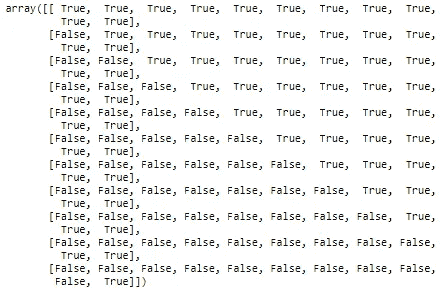 array([[ True, True, True, True, True, True, True, True, True,
True, True],
[False, True, True, True, True, True, True, True, True,
True, True],
[False, False, True, True, True, True, True, True, True,
True, True],
[False, False, False, True, True, True, True, True, True,
True, True],
[False, False, False, False, True, True, True, True, True,
True, True],
[False, False, False, False, False, True, True, True, True,
True, True],
[False, False, False, False, False, False, True, True, True,
True, True],
[False, False, False, False, False, False, False, True, True,
True, True],
[False, False, False, False, False, False, False, False, True,
True, True],
[False, False, False, False, False, False, False, False, False,
True, True],
[False, False, False, False, False, False, False, False, False,
False, True]])